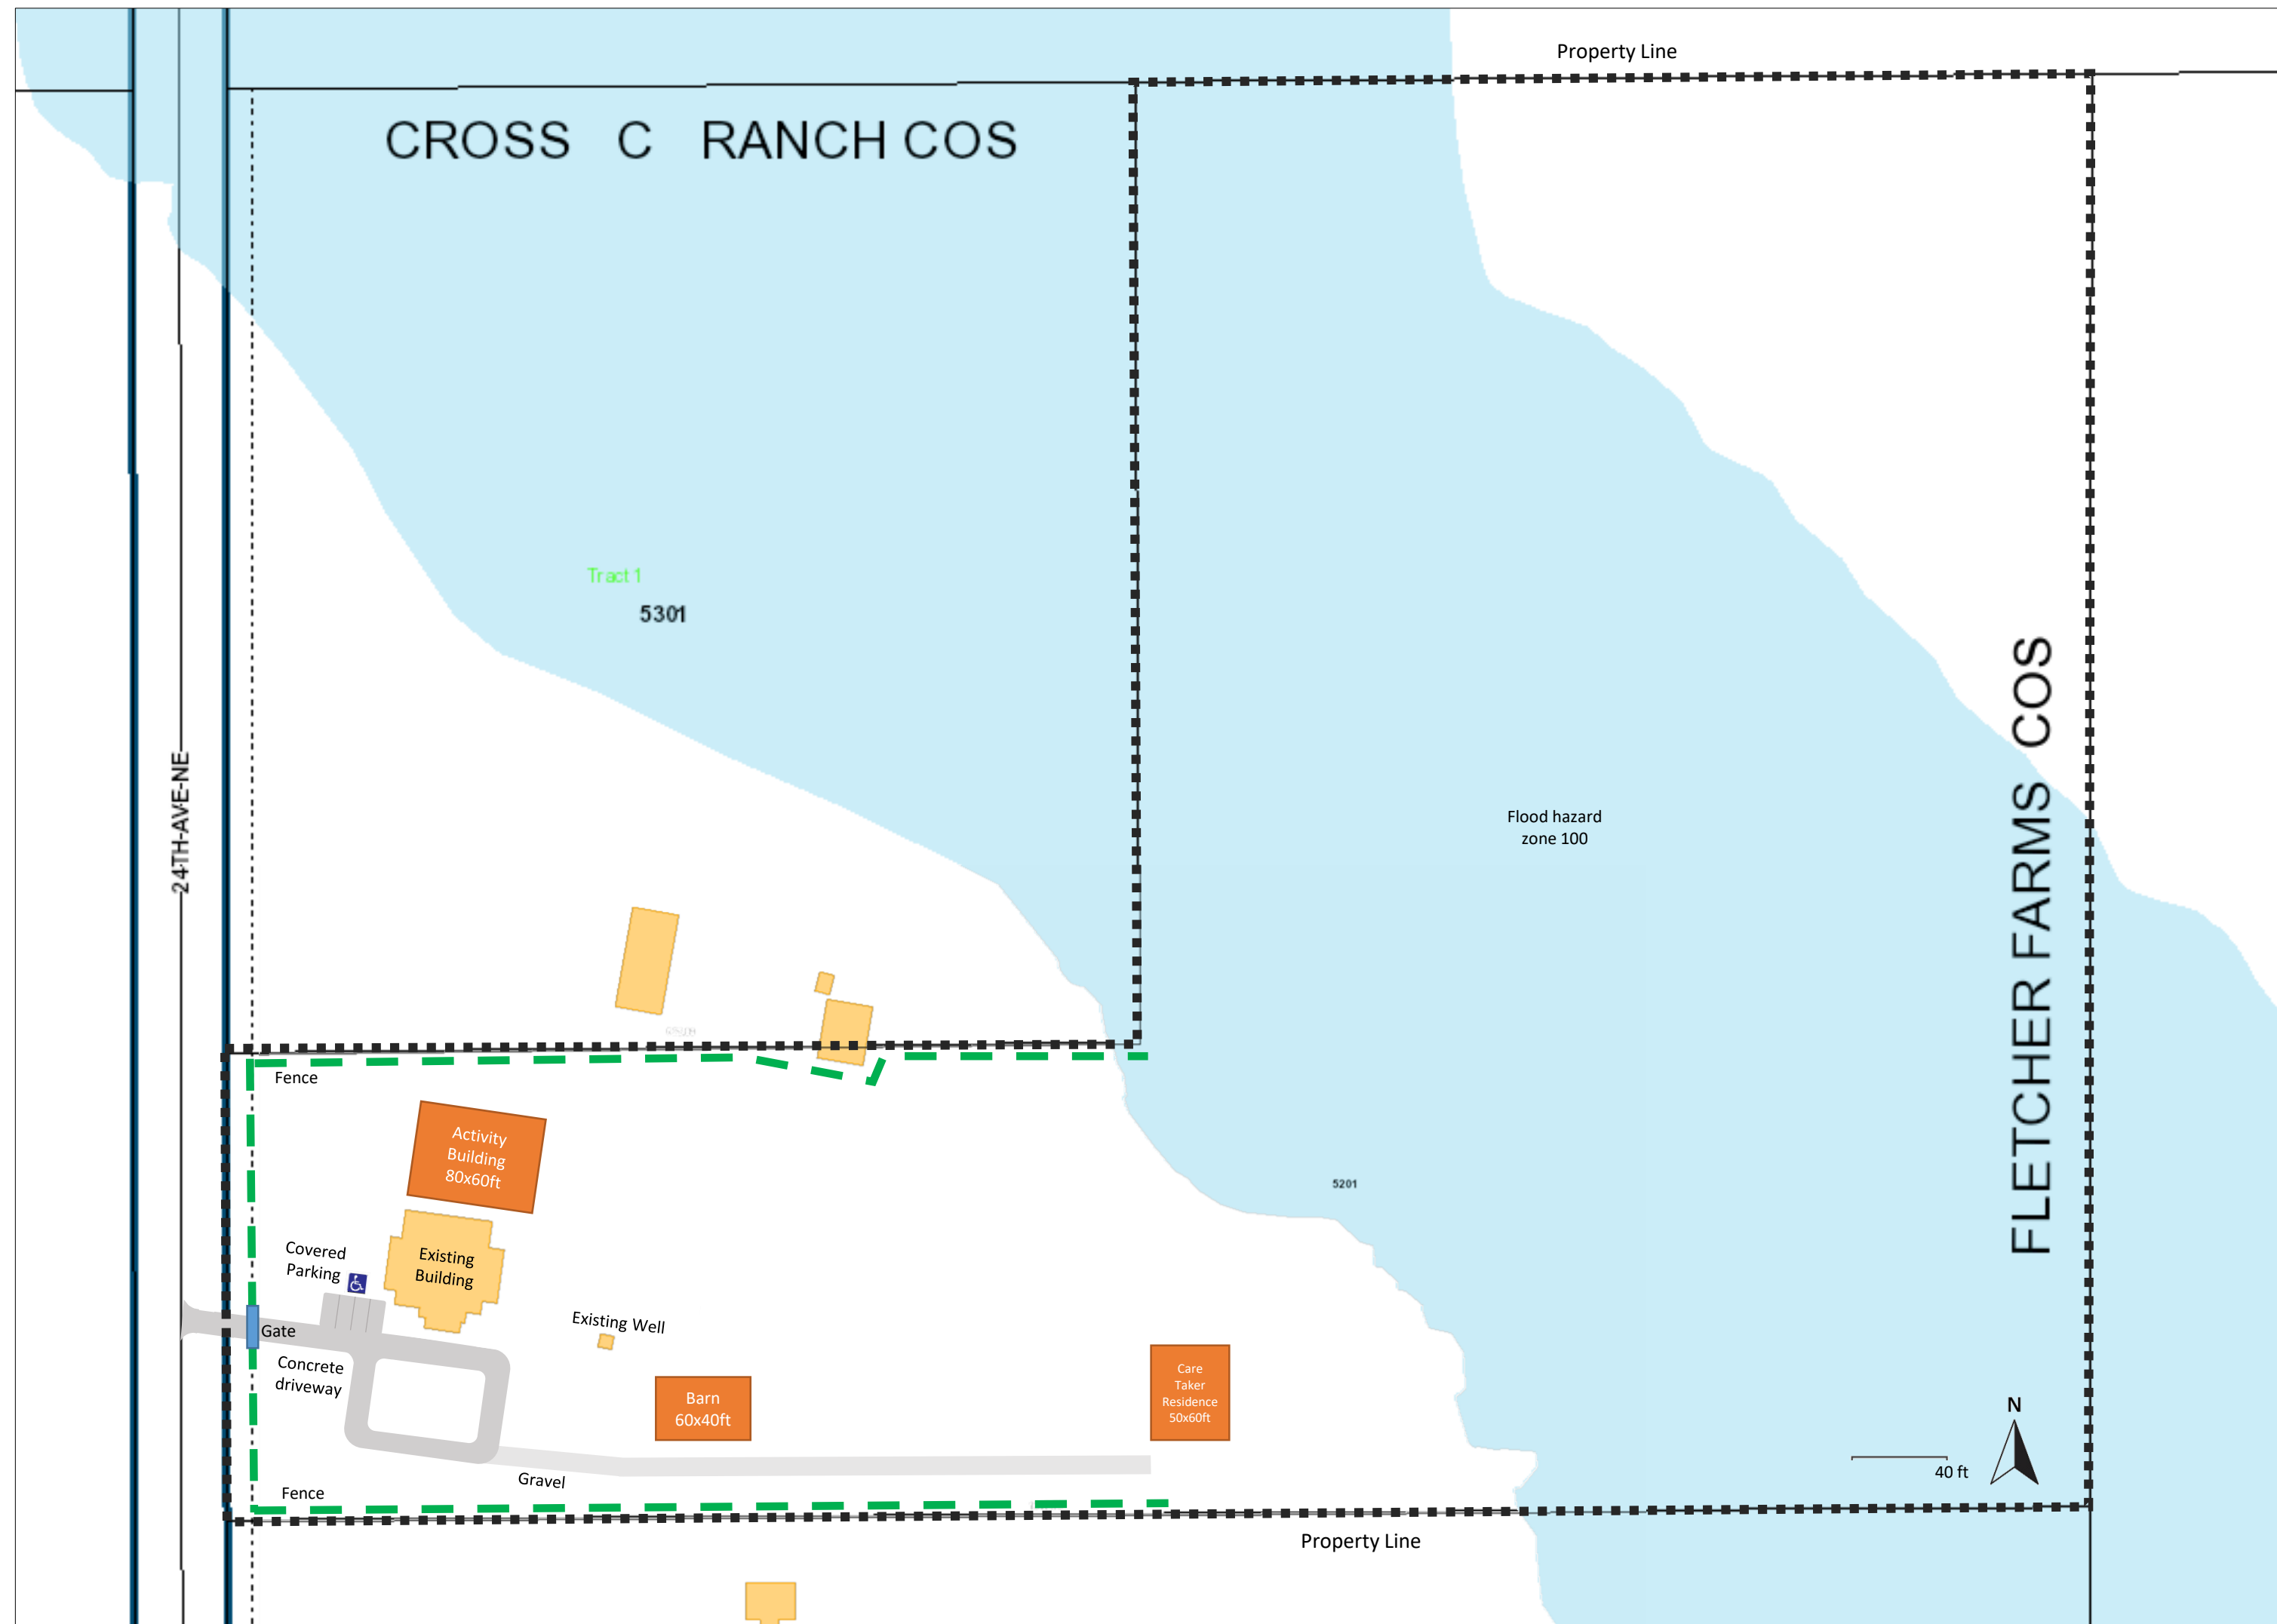 Property Line
CROSS C RANCH COS
Tract 1
5301
24TH-AVE-NE
Flood hazard
zone 100
FLETCHER FARMS COS
Fence
Activity
Building
80x60ft
5201
Covered
Parking
Existing
Building
Existing Well
Gate
Concrete
driveway
Barn
60x40ft
Care
Taker
Residence
50x60ft
N
40 ft
Gravel
Fence
Property Line